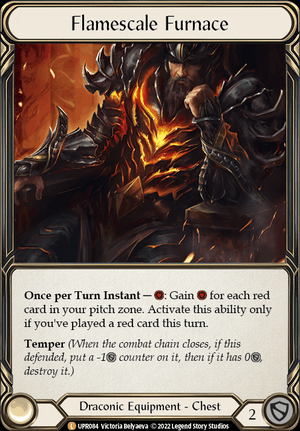 Flamescale Furnace
Once per Turn Instant — : Gain for each red
card in your pitch zone. Activate this ability only
if you've played a red card this turn.
Temper (When the combat chain closes, if this
defended, put a -1 counter on it, then if it has 0 ,
destroy it.)
Draconic Equipment - Chest
2
L UPR084 Victoria Belyaeva © 2022 Legend Story Studios